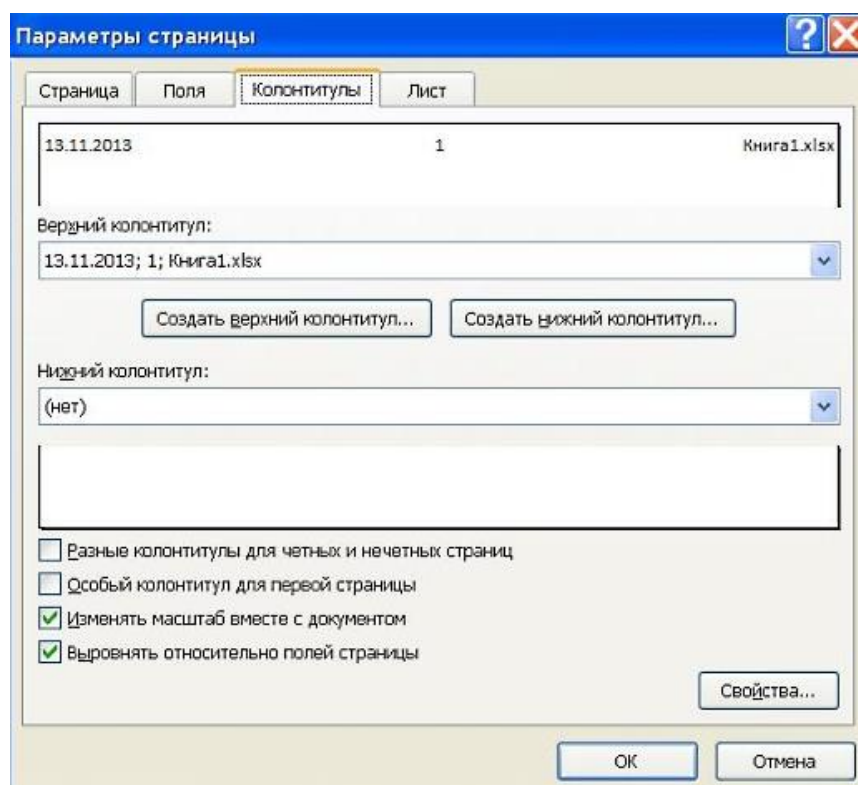 Параметры страницы
Страница Поля Колонтитулы Лист
13.11.2013 1 Книга1.xlsx
Верхний колонтитул:
13.11.2013; 1; Книга1.xlsx
Создать верхний колонтитул... Создать нижний колонтитул...
Нижний колонтитул:
(нет)
Разные колонтитулы для четных и нечетных страниц
Особый колонтитул для первой страницы
Изменять масштаб вместе с документом
Выровнять относительно полей страницы
Свойства...
ОК Отмена